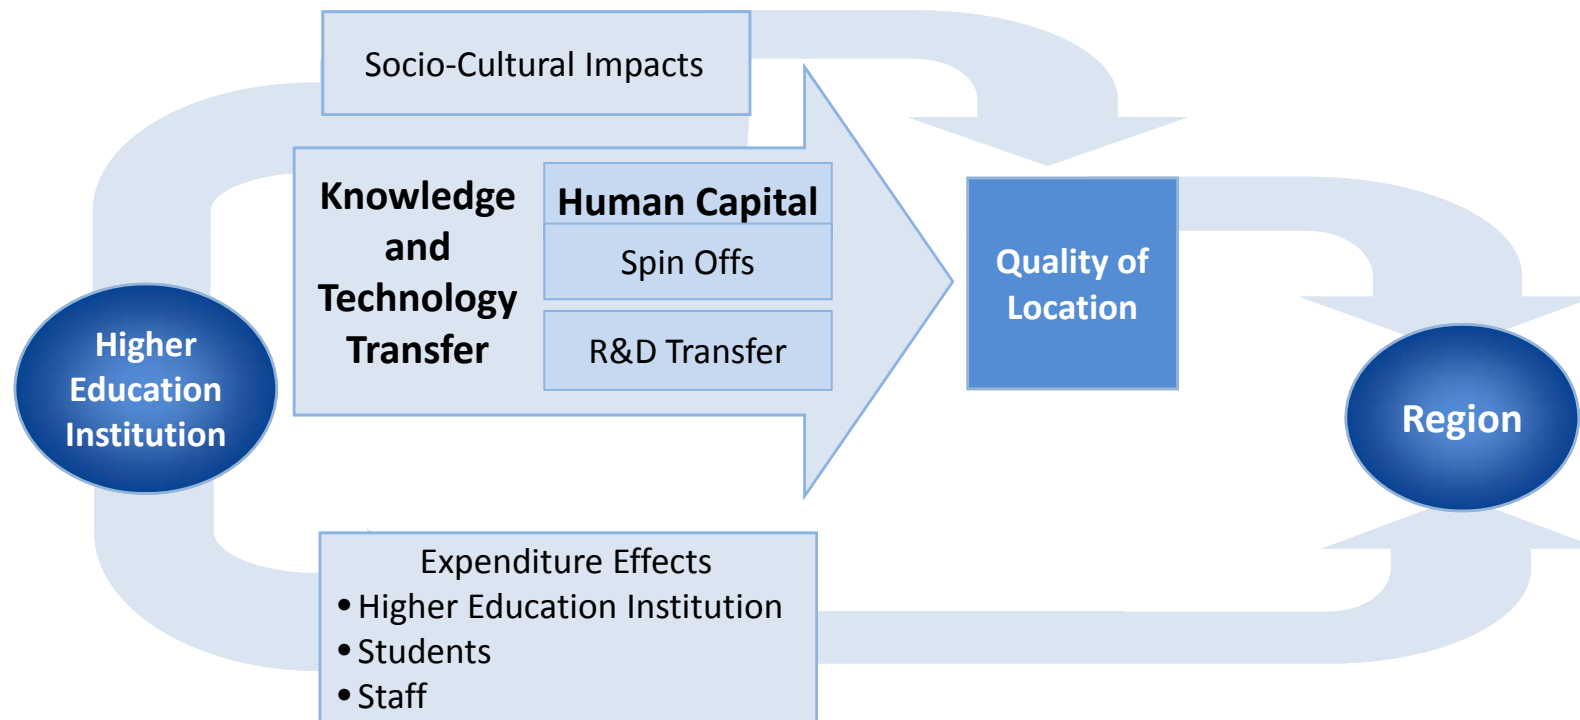 Socio-Cultural Impacts
Knowledge
and
Technology
Transfer
Human Capital
Spin Offs
R&D Transfer
Quality of
Location
Higher
Education
Institution
Region
Expenditure Effects
• Higher Education Institution
• Students
• Staff